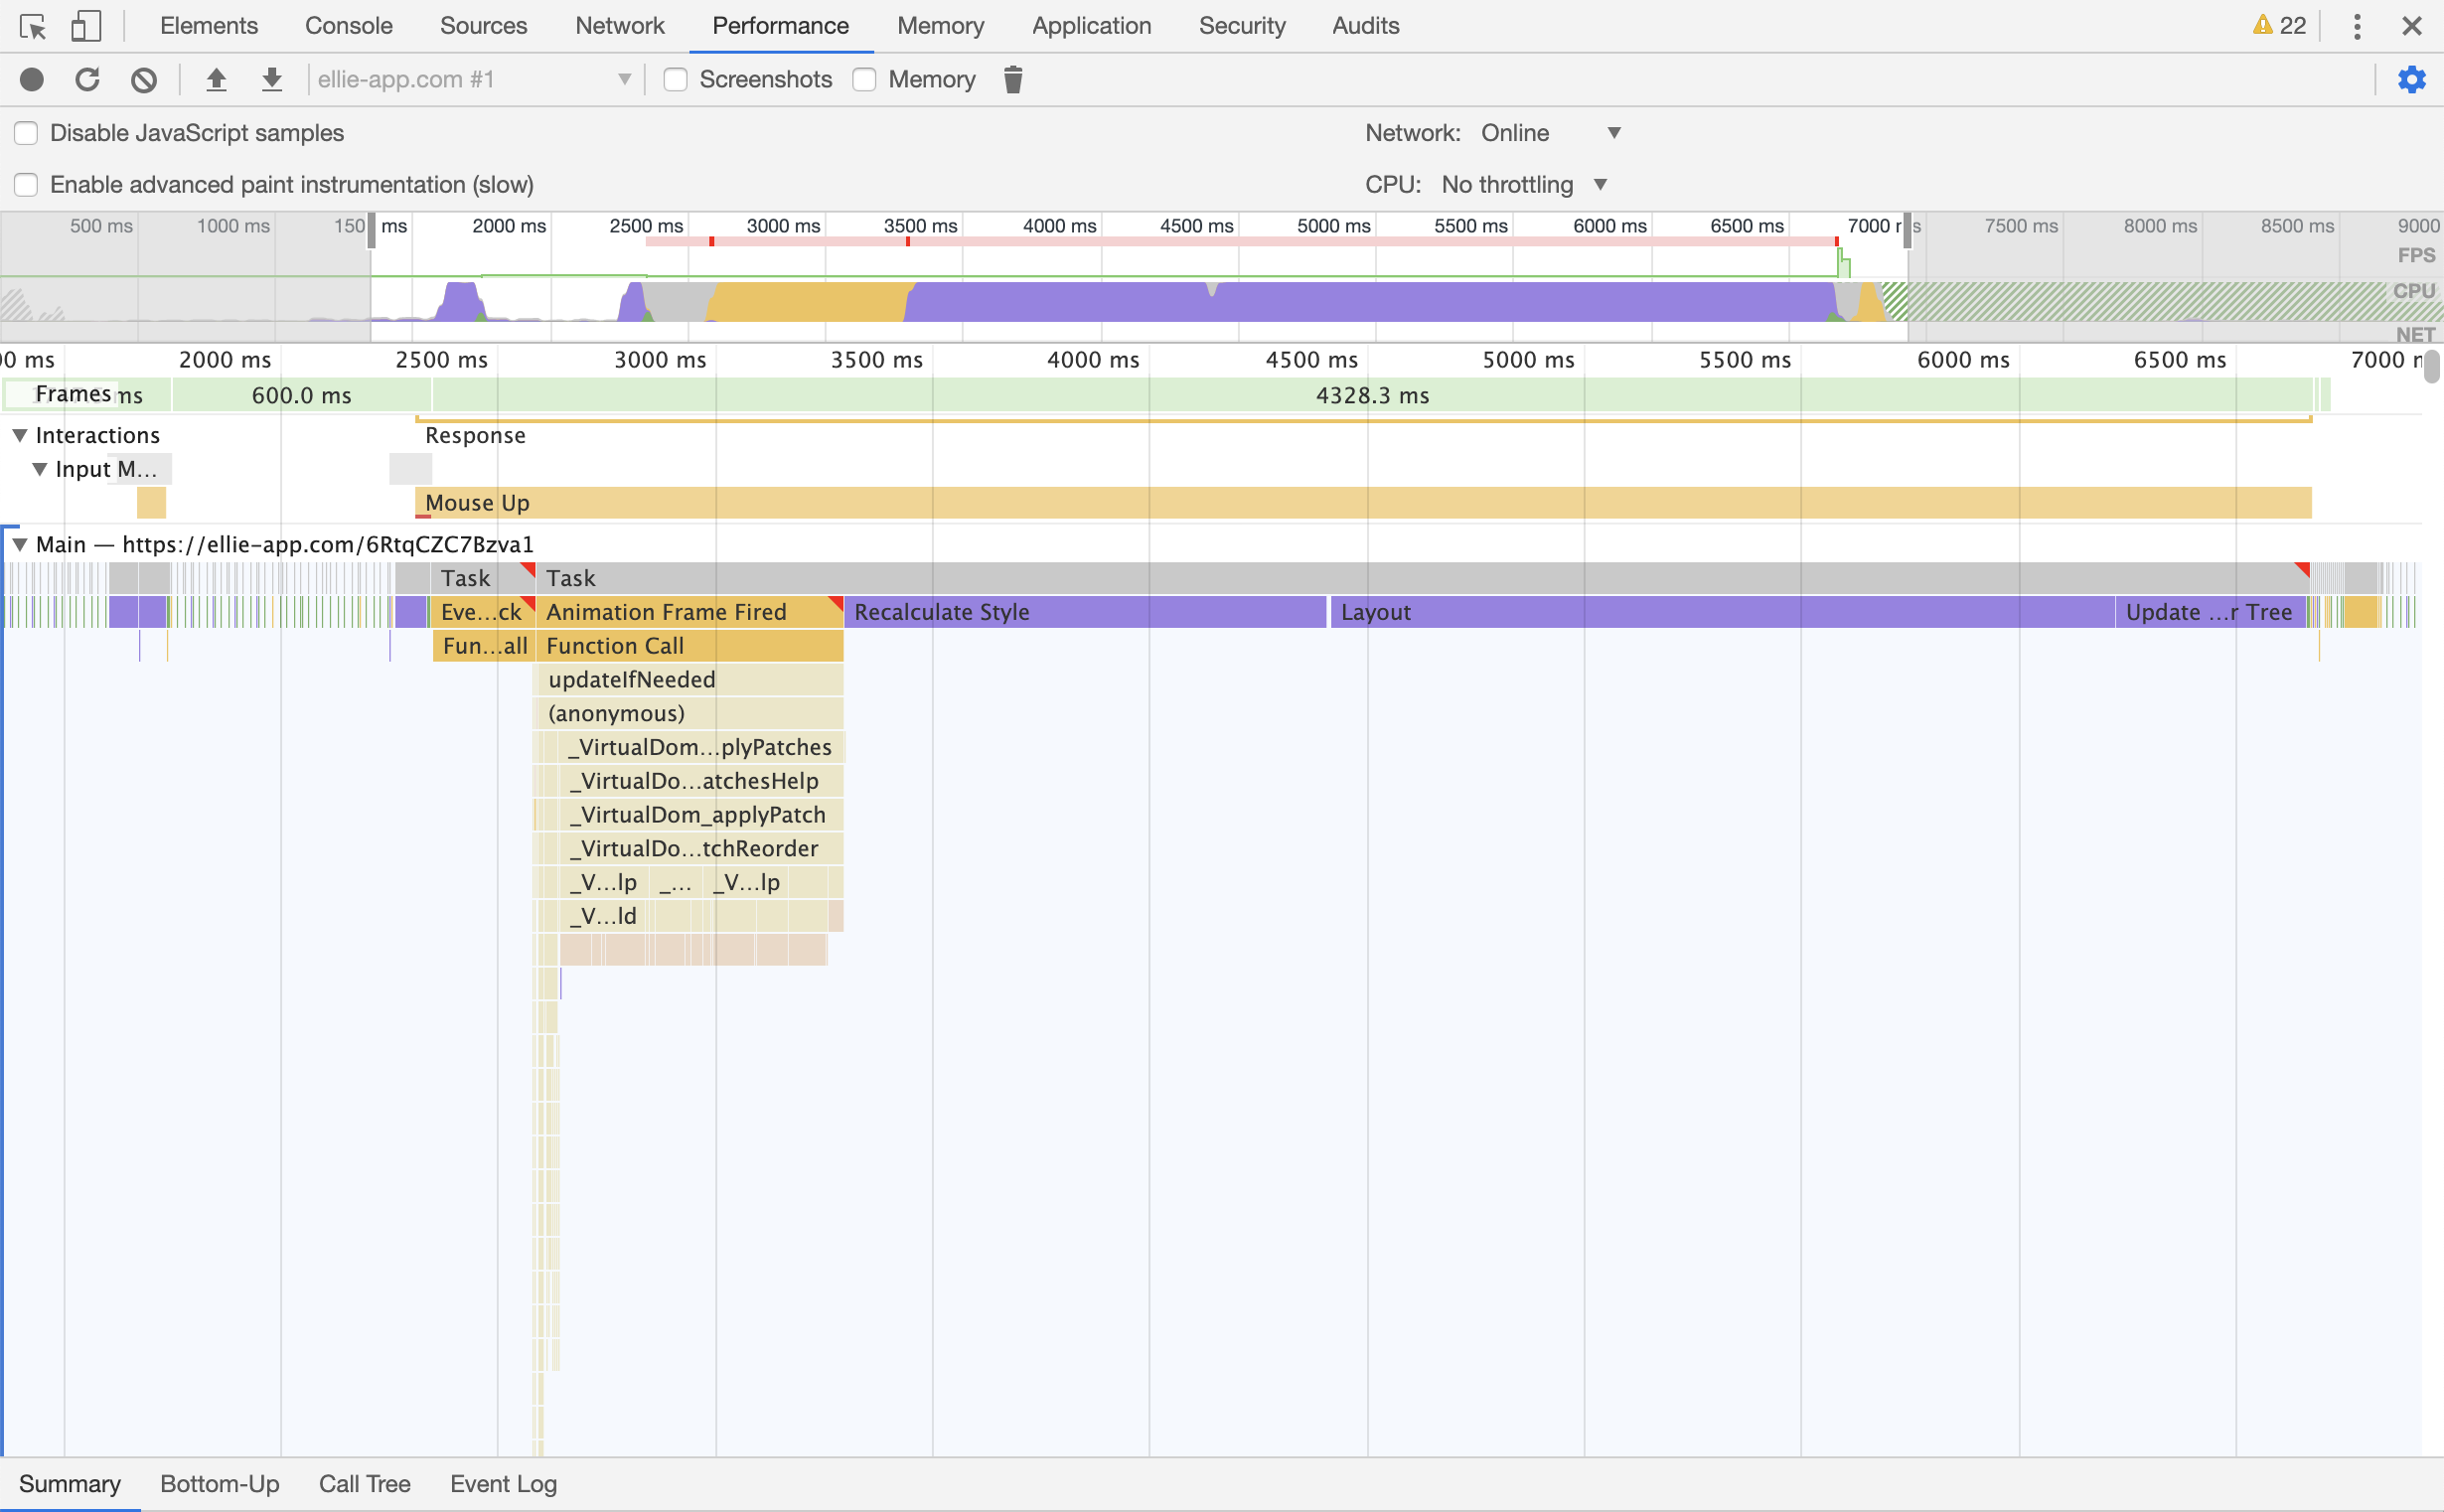 Elements Console Sources Network Performance Memory Application Security Audits 22
ellie-app.com #1 Screenshots Memory
Disable JavaScript samples Network: Online
Enable advanced paint instrumentation (slow) CPU: No throttling
500 ms 1000 ms 150 ms 2000 ms 2500 ms 3000 ms 3500 ms 4000 ms 4500 ms 5000 ms 5500 ms 6000 ms 6500 ms 7000 s 7500 ms 8000 ms 8500 ms 9000
FPS
CPU
NET
00 ms 2000 ms 2500 ms 3000 ms 3500 ms 4000 ms 4500 ms 5000 ms 5500 ms 6000 ms 6500 ms 7000
Frames ms 600.0 ms 4328.3 ms
Interactions Response
Input M...
Mouse Up
Main — https://ellie-app.com/6RtqCZC7Bzva1
Task Task
Eve...ck Animation Frame Fired Recalculate Style Layout Update ...r Tree
Fun...all Function Call
updateIfNeeded
(anonymous)
_VirtualDom...plyPatches
_VirtualDo...atchesHelp
_VirtualDom_applyPatch
_VirtualDo...tchReorder
_V...lp _... _V...lp
_V...ld
Summary Bottom-Up Call Tree Event Log